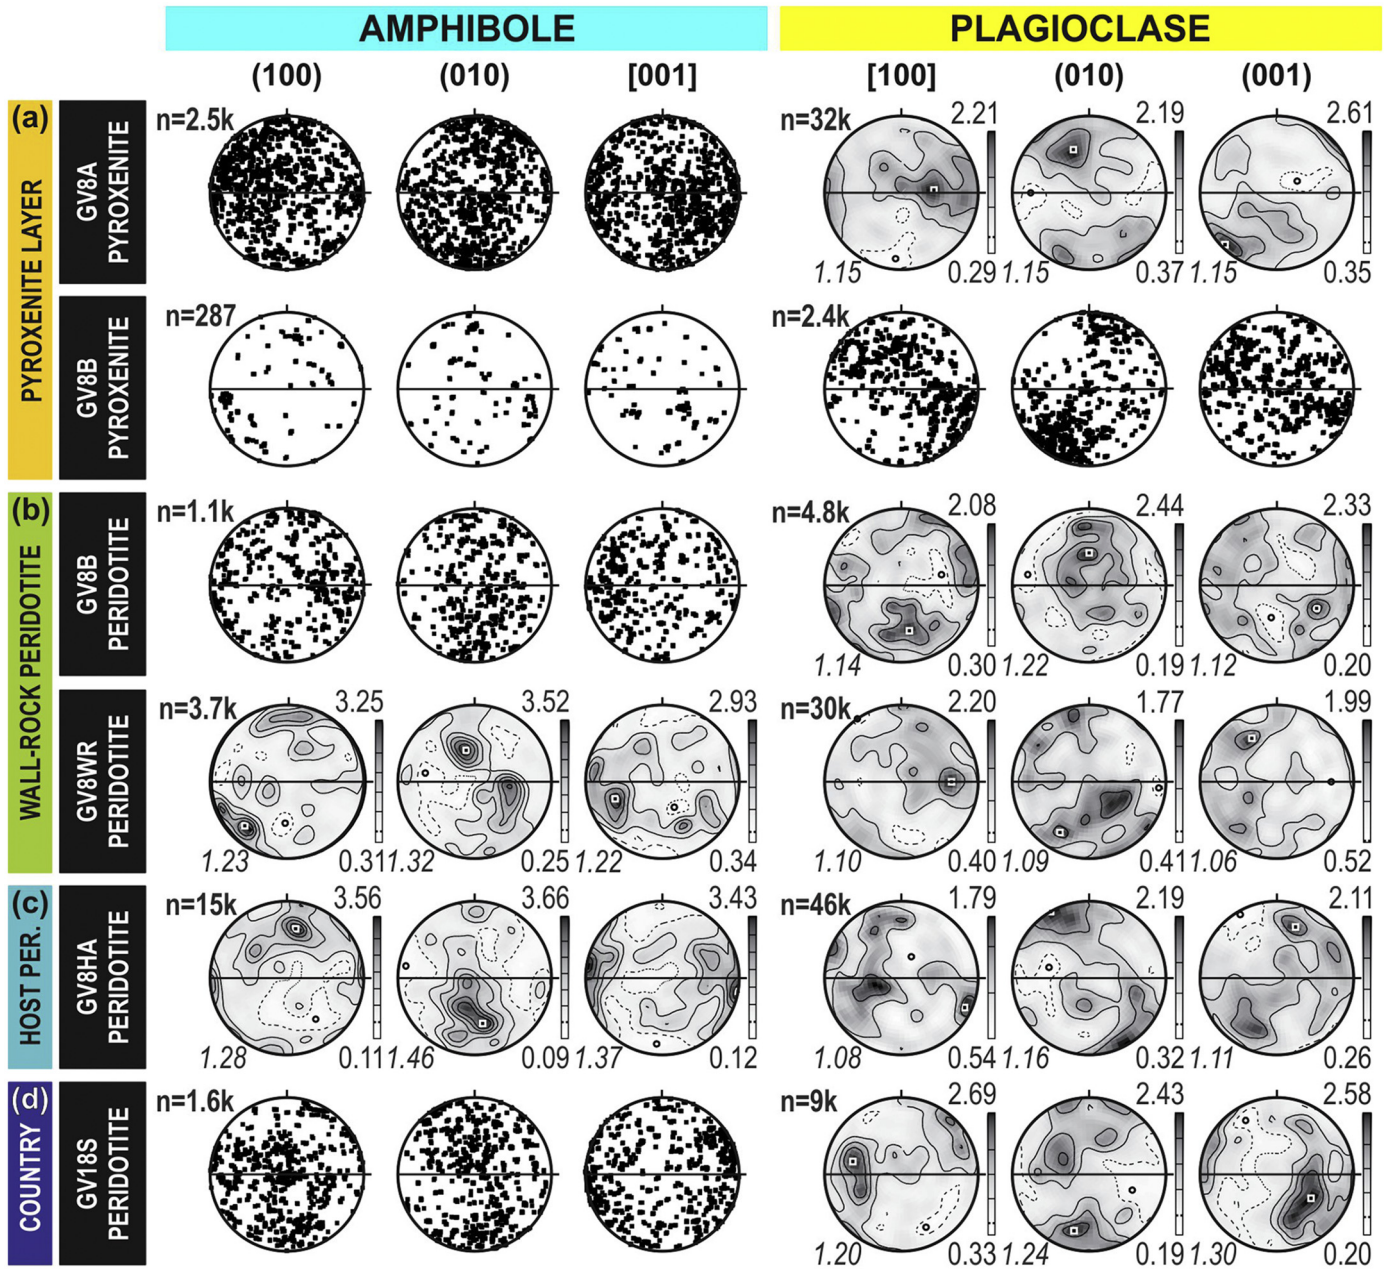 AMPHIBOLE PLAGIOCLASE
(100) (010) [001] [100] (010) (001)
(a) PYROXENITE LAYER
GV8A PYROXENITE
n=2.5k n=32k 2.21 2.19 2.61
1.15 0.29 1.15 0.37 1.15 0.35
GV8B PYROXENITE
n=287 n=2.4k
(b) WALL-ROCK PERIDOTITE
GV8B PERIDOTITE
n=1.1k n=4.8k 2.08 2.44 2.33
1.14 0.30 1.22 0.19 1.12 0.20
GV8WR PERIDOTITE
n=3.7k 3.25 3.52 2.93 n=30k 2.20 1.77 1.99
1.23 0.31 1.32 0.25 1.22 0.34 1.10 0.40 1.09 0.41 1.06 0.52
(c) HOST PER.
GV8HA PERIDOTITE
n=15k 3.56 3.66 3.43 n=46k 1.79 2.19 2.11
1.28 0.11 1.46 0.09 1.37 0.12 1.08 0.54 1.16 0.32 1.11 0.26
(d) COUNTRY
GV18S PERIDOTITE
n=1.6k n=9k 2.69 2.43 2.58
1.20 0.33 1.24 0.19 1.30 0.20